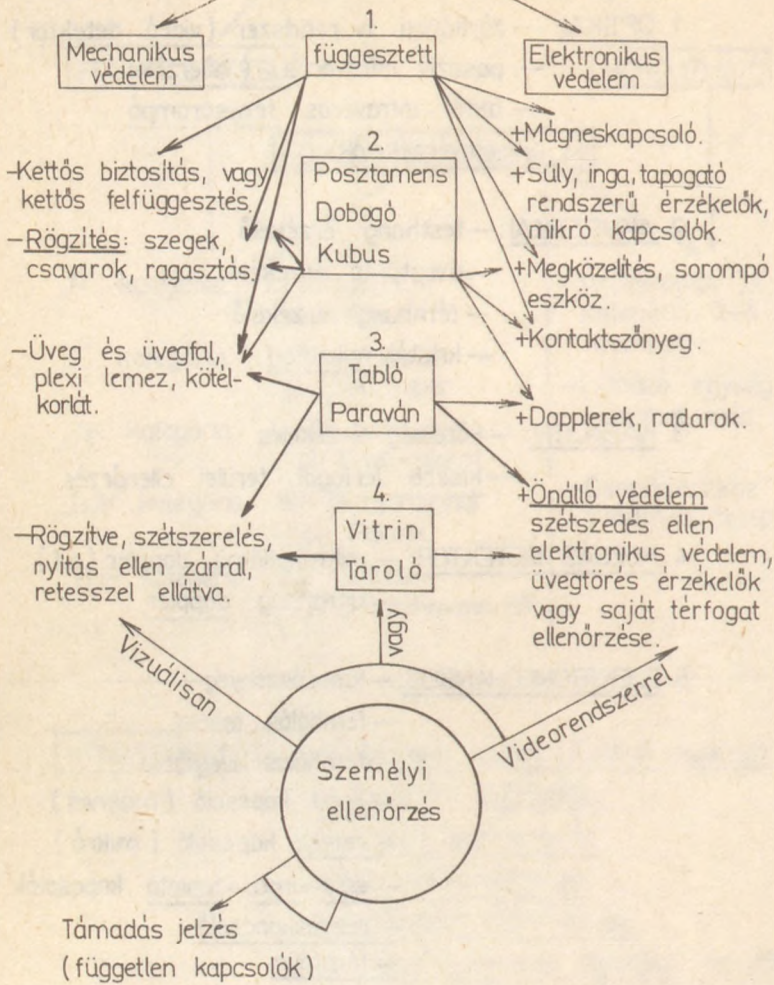 1.
Mechanikus
védelem
függesztett
Elektronikus
védelem
-Kettős biztosítás, vagy
kettős felfüggesztés.
-Rögzítés: szegek,
csavarok, ragasztás.
-Üveg és üvegfal,
plexi lemez, kötél-
korlát.
-Rögzítve, szétszerelés,
nyitás ellen zárral,
retesszel ellátva.
2.
Posztamens
Dobogó
Kubus
3.
Tabló
Paraván
4.
Vitrin
Tároló
+Mágneskapcsoló.
+Súly, inga, tapogató
rendszerű érzékelők,
mikró kapcsolók.
+Megközelítés, sorompó
eszköz.
+Kontaktszőnyeg.
+Dopplerek, radarok.
+Önálló védelem
szétszedés ellen
elektronikus védelem,
üvegtörés érzékelők
vagy saját térfogat
ellenőrzése.
Vizuálisan
vagy
Videorendszerrel
Személyi
ellenőrzés
Támadás jelzés
(független kapcsolók)